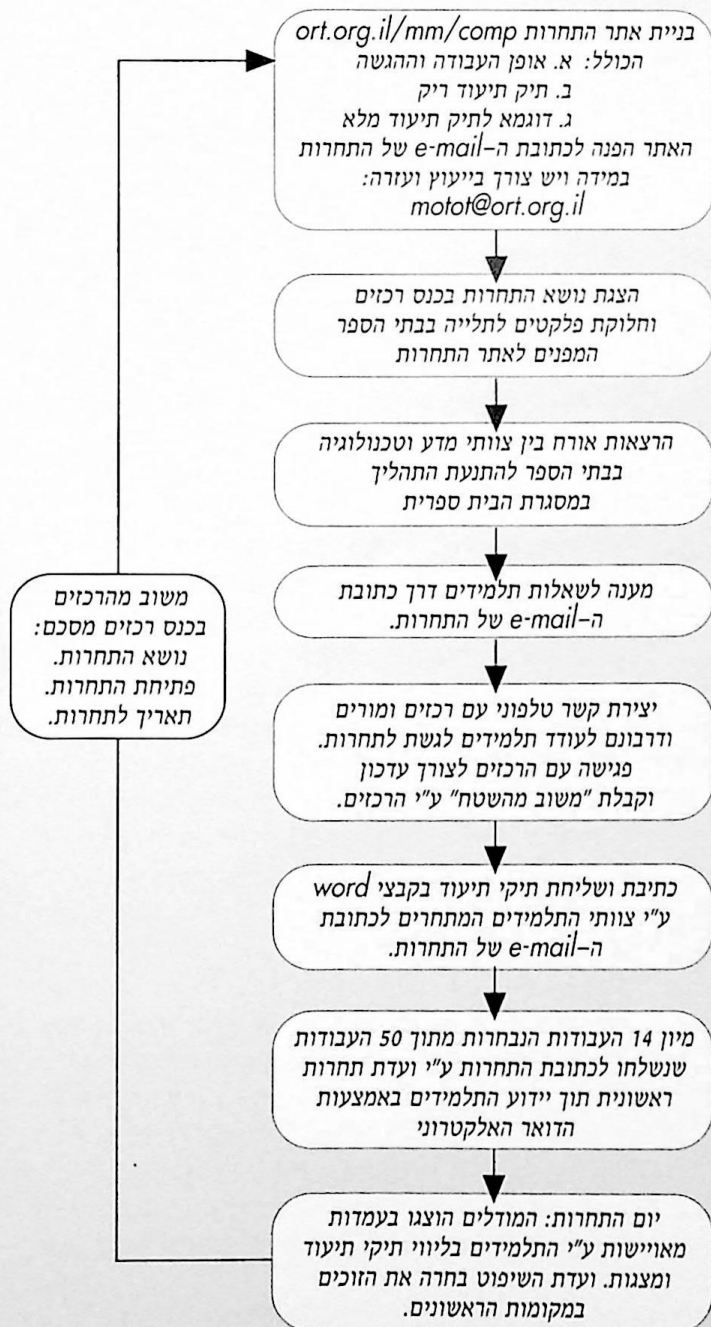 בניית אתר התחרות ort.org.il/mm/comp
הכולל: א. אופן העבודה וההגשה
ב. תיק תיעוד ריק
ג. דוגמא לתיק תיעוד מלא
האתר הפנה לכתובת ה-e-mail של התחרות
במידה ויש צורך בייעוץ ועזרה:
motot@ort.org.il
הצגת נושא התחרות בכנס רכזים
וחלוקת פלקטים לתלייה בבתי הספר
המפנים לאתר התחרות
הרצאות אורח בין צוותי מדע וטכנולוגיה
בבתי הספר להתנעת התהליך
במסגרת הבית ספרית
מענה לשאלות תלמידים דרך כתובת
ה-e-mail של התחרות.
יצירת קשר טלפוני עם רכזים ומורים
ודרבונם לעודד תלמידים לגשת לתחרות.
פגישה עם הרכזים לצורך עדכון
וקבלת "משוב מהשטח" ע"י הרכזים.
כתיבת ושליחת תיקי תיעוד בקבצי word
ע"י צוותי התלמידים המתחרים לכתובת
ה-e-mail של התחרות.
מיון 14 העבודות הנבחרות מתוך 50 העבודות
שנשלחו לכתובת התחרות ע"י ועדת תחרות
ראשונית תוך יידוע התלמידים באמצעות
הדואר האלקטרוני
יום התחרות: המודלים הוצגו בעמדות
מאויישות ע"י התלמידים בליווי תיקי תיעוד
ומצגות. ועדת השיפוט בחרה את הזוכים
במקומות הראשונים.
משוב מהרכזים
בכנס רכזים מסכם:
נושא התחרות.
פתיחת התחרות.
תאריך לתחרות.